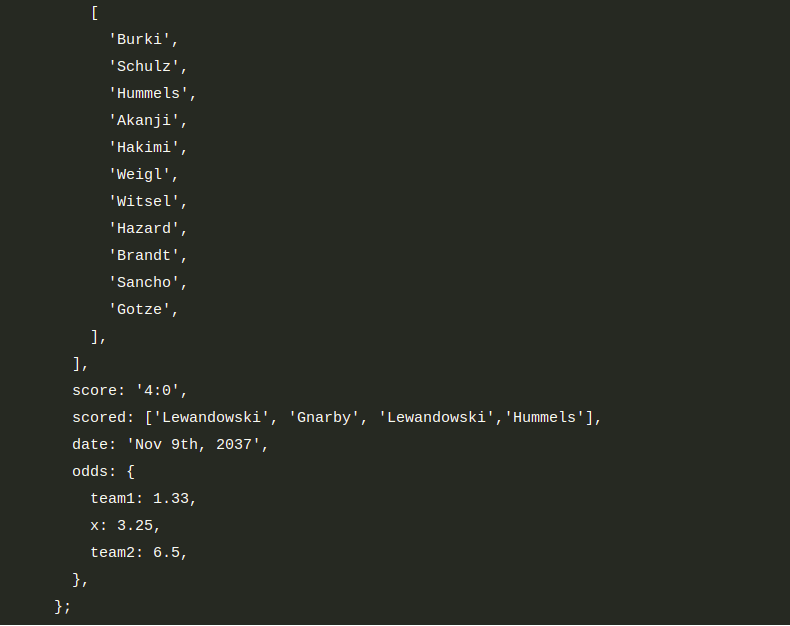 [
'Burki',
'Schulz',
'Hummels',
'Akanji',
'Hakimi',
'Weigl',
'Witsel',
'Hazard',
'Brandt',
'Sancho',
'Gotze',
],
],
score: '4:0',
scored: ['Lewandowski', 'Gnarby', 'Lewandowski','Hummels'],
date: 'Nov 9th, 2037',
odds: {
team1: 1.33,
x: 3.25,
team2: 6.5,
},
};